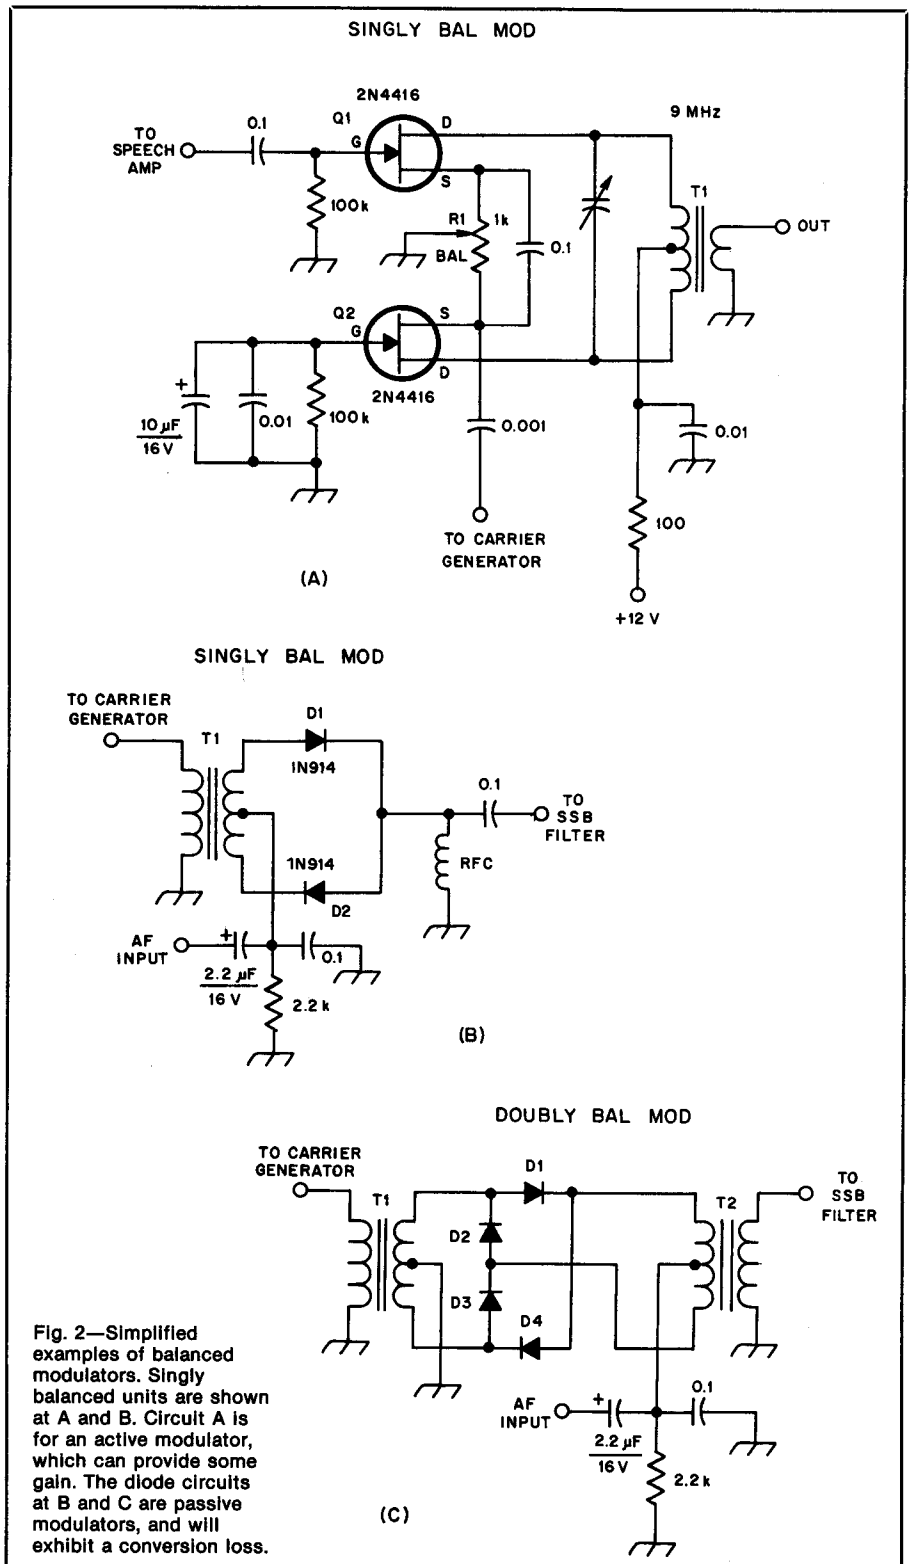 SINGLY BAL MOD
2N4416
9 MHz
TO
SPEECH
AMP
0.1
Q1
G
D
S
T1
100k
R1
1k
BAL
0.1
OUT
Q2
G
S
D
2N4416
+
10 µF
16 V
0.01
100k
0.001
0.01
TO CARRIER
GENERATOR
100
+12 V
(A)
SINGLY BAL MOD
TO CARRIER
GENERATOR
T1
D1
1N914
0.1
TO
SSB
FILTER
1N914
RFC
D2
AF
INPUT
+
2.2 µF
16 V
0.1
2.2 k
(B)
DOUBLY BAL MOD
TO CARRIER
GENERATOR
T1
D1
T2
TO
SSB
FILTER
D2
D3
D4
AF
INPUT
+
2.2 µF
16 V
0.1
2.2 k
(C)
Fig. 2—Simplified
examples of balanced
modulators. Singly
balanced units are shown
at A and B. Circuit A is
for an active modulator,
which can provide some
gain. The diode circuits
at B and C are passive
modulators, and will
exhibit a conversion loss.